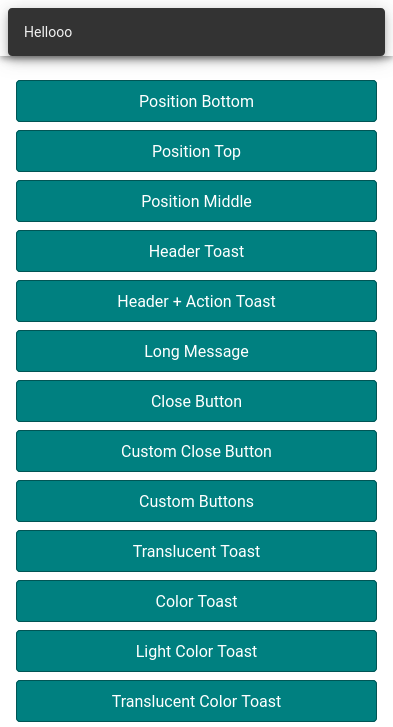 Hellooo
Position Bottom
Position Top
Position Middle
Header Toast
Header + Action Toast
Long Message
Close Button
Custom Close Button
Custom Buttons
Translucent Toast
Color Toast
Light Color Toast
Translucent Color Toast